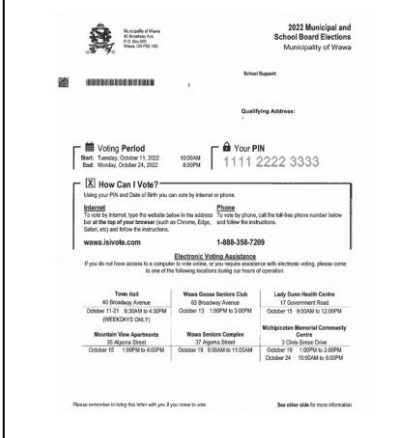 Municipality of Wawa
40 Broadway Ave
P.O. Box 500
Wawa, ON P0S 1K0
2022 Municipal and
School Board Elections
Municipality of Wawa
School Support:
Qualifying Address:
Voting Period
Start: Tuesday, October 11, 2022 10:00AM
End: Monday, October 24, 2022 8:00PM
Your PIN
1111 2222 3333
X How Can I Vote?
Using your PIN and Date of Birth you can vote by internet or phone.
Internet
To vote by internet, type the website below in the address
bar at the top of your browser (such as Chrome, Edge,
Safari, etc) and follow the instructions.
wawa.isivote.com
Phone
To vote by phone, call the toll-free phone number below
and follow the instructions.
1-888-358-7209
Electronic Voting Assistance
If you do not have access to a computer to vote online, or you require assistance with electronic voting, please come
to one of the following locations during our hours of operation.
Town Hall
40 Broadway Avenue
October 11-21 8:30AM to 4:30PM
(WEEKDAYS ONLY)
Wawa Goose Seniors Club
63 Broadway Avenue
October 13 1:00PM to 3:00PM
Lady Dunn Health Centre
17 Government Road
October 15 9:00AM to 12:00PM
Mountain View Apartments
35 Algoma Street
October 15 1:00PM to 4:00PM
Wawa Seniors Complex
37 Algoma Street
October 19 9:00AM to 11:00AM
Michipicoten Memorial Community
Centre
3 Chris Simon Drive
October 19 1:00PM to 3:00PM
October 24 10:00AM to 8:00PM
Please remember to bring this letter with you if you come to vote
See other side for more information